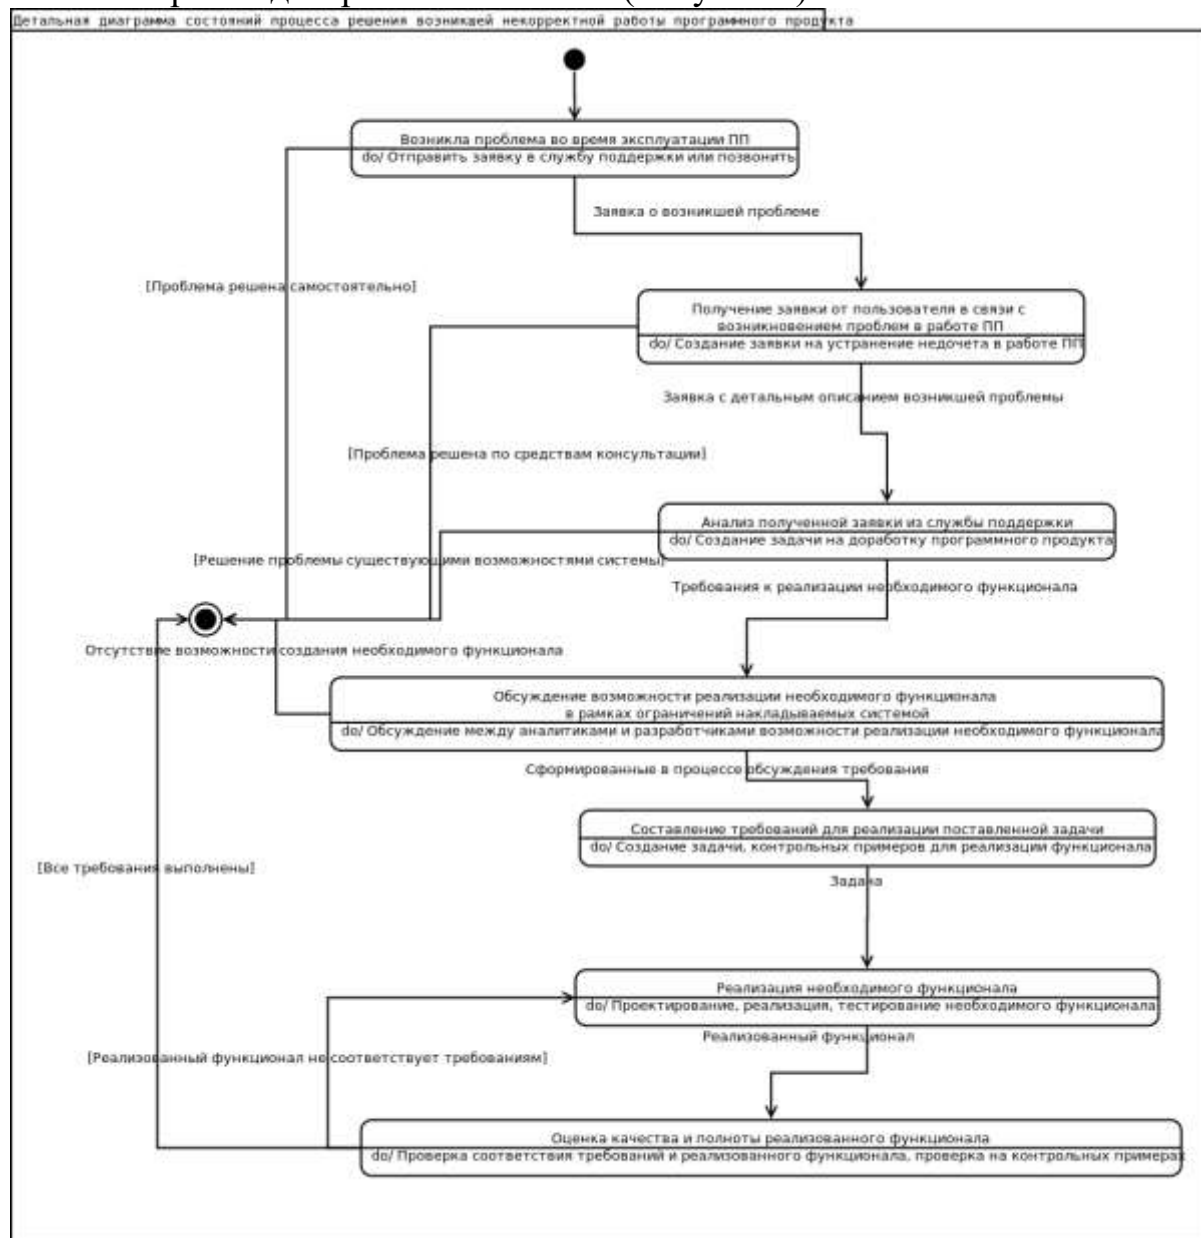 Детальная диаграмма состояний процесса решения возникшей некорректной работы программного продукта
Возникла проблема во время эксплуатации ПП
do/ Отправить заявку в службу поддержки или позвонить
Заявка о возникшей проблеме
[Проблема решена самостоятельно]
Получение заявки от пользователя в связи с
возникновением проблем в работе ПП
do/ Создание заявки на устранение недочета в работе ПП
Заявка с детальным описанием возникшей проблемы
[Проблема решена по средствам консультации]
Анализ полученной заявки из службы поддержки
do/ Создание задачи на доработку программного продукта
[Решение проблемы существующими возможностями системы]
Требования к реализации необходимого функционала
Отсутствие возможности создания необходимого функционала
Обсуждение возможности реализации необходимого функционала
в рамках ограничений накладываемых системой
do/ Обсуждение между аналитиками и разработчиками возможности реализации необходимого функционала
Сформированные в процессе обсуждения требования
Составление требований для реализации поставленной задачи
do/ Создание задачи, контрольных примеров для реализации функционала
[Все требования выполнены]
Задача
Реализация необходимого функционала
do/ Проектирование, реализация, тестирование необходимого функционала
Реализованный функционал
[Реализованный функционал не соответствует требованиям]
Оценка качества и полноты реализованного функционала
do/ Проверка соответствия требований и реализованного функционала, проверка на контрольных примерах